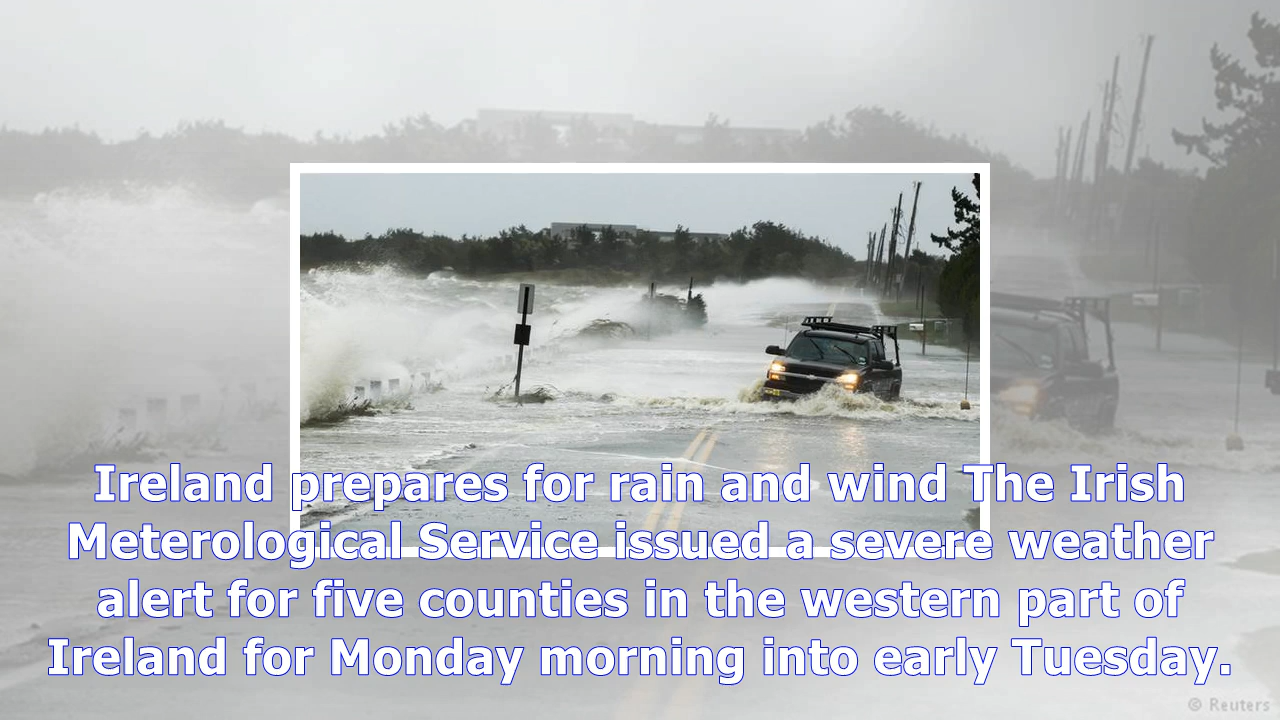 Ireland prepares for rain and wind The Irish
Meterological Service issued a severe weather
alert for five counties in the western part of
Ireland for Monday morning into early Tuesday.
© Reuters